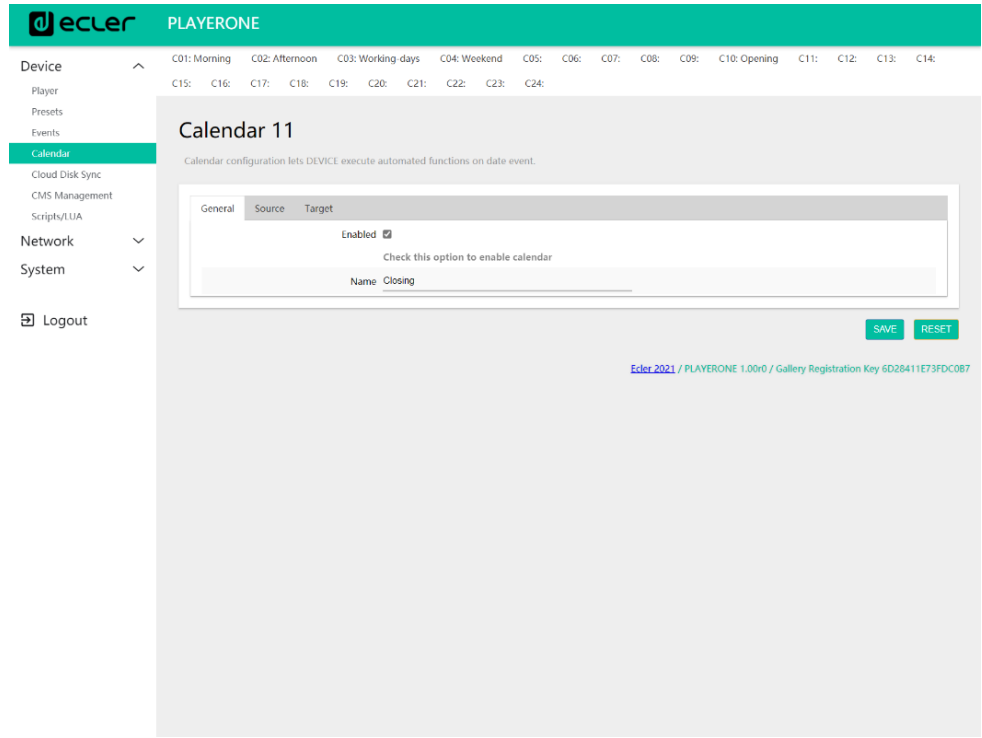 ecler PLAYERONE
Device
Player
Presets
Events
Calendar
Cloud Disk Sync
CMS Management
Scripts/LUA
Network
System
Logout
C01: Morning C02: Afternoon C03: Working-days C04: Weekend C05: C06: C07: C08: C09: C10: Opening C11: C12: C13: C14:
C15: C16: C17: C18: C19: C20: C21: C22: C23: C24:
Calendar 11
Calendar configuration lets DEVICE execute automated functions on date event.
General Source Target
Enabled
Check this option to enable calendar
Name Closing
SAVE RESET
Ecler 2021 / PLAYERONE 1.00r0 / Gallery Registration Key 6D28411E73FDC0B7